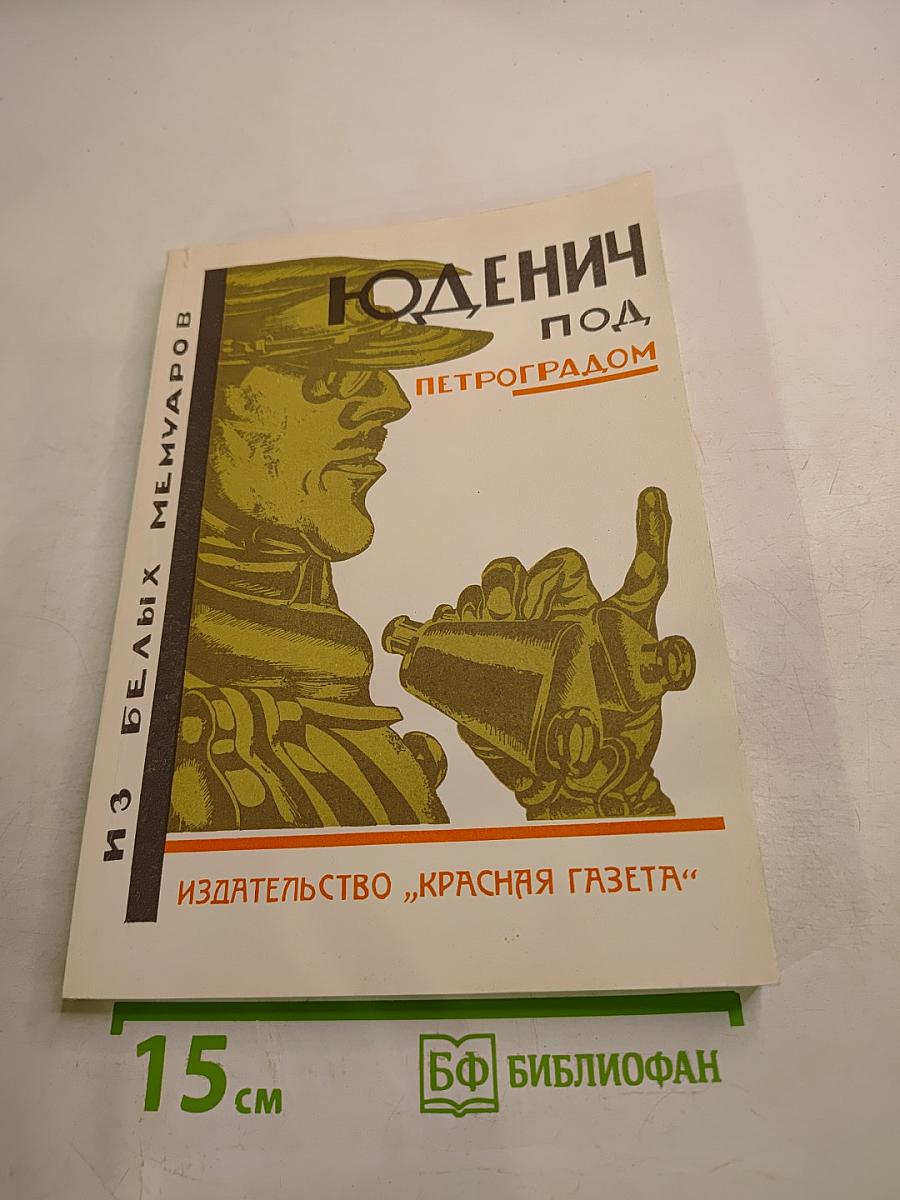 ИЗ БЕЛЫХ МЕМУАРОВ
ЮДЕНИЧ
ПОД
ПЕТРОГРАДОМ
ИЗДАТЕЛЬСТВО „КРАСНАЯ ГАЗЕТА“
15 см
БФ БИБЛИОФАН